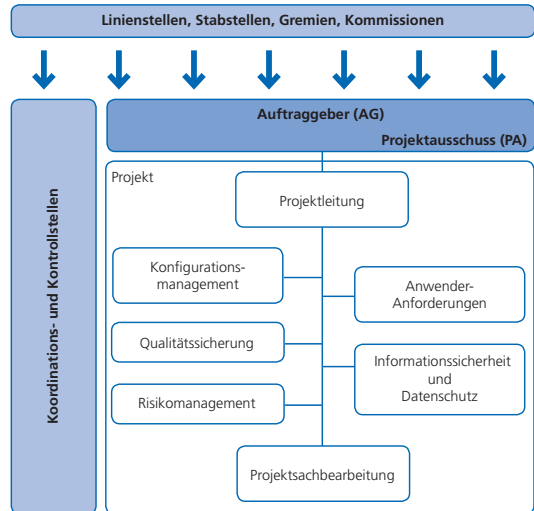 Linienstellen, Stabstellen, Gremien, Kommissionen
Koordinations- und Kontrollstellen
Auftraggeber (AG)
Projektausschuss (PA)
Projekt
Projektleitung
Konfigurations-
management
Anwender-
Anforderungen
Qualitätssicherung
Informationssicherheit
und
Datenschutz
Risikomanagement
Projektsachbearbeitung